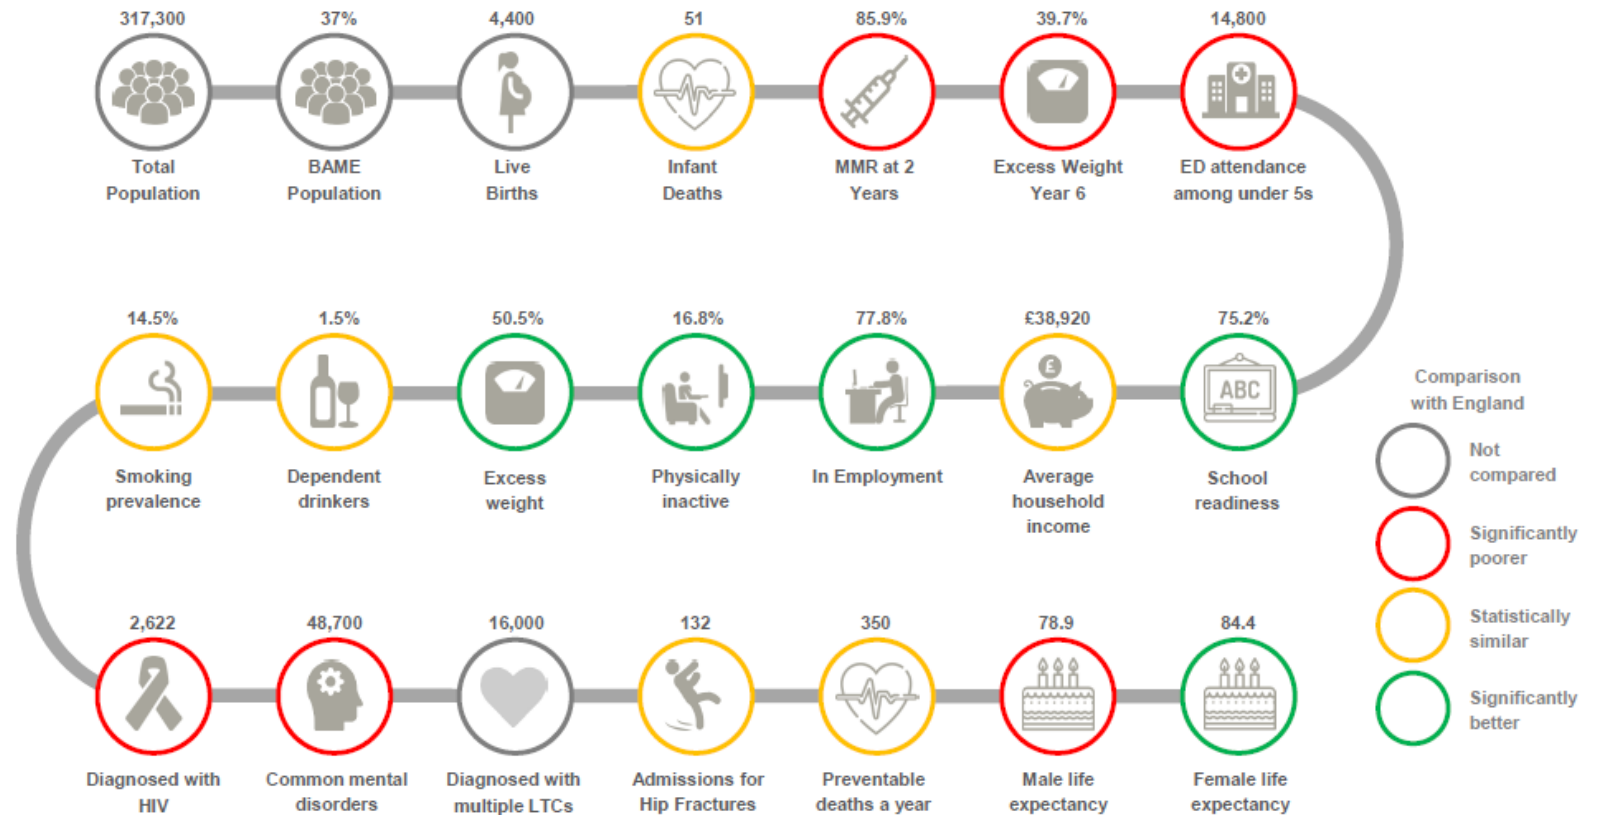 317,300 37% 4,400 51 85.9% 39.7% 14,800
Total BAME Live Infant MMR at 2 Excess Weight ED attendance
Population Population Births Deaths Years Year 6 among under 5s
14.5% 1.5% 50.5% 16.8% 77.8% £38,920 75.2%
£
ABC
Smoking Dependent Excess Physically In Employment Average School
prevalence drinkers weight inactive household readiness
income
Comparison
with England
Not
compared
Significantly
poorer
Statistically
similar
Significantly
better
2,622 48,700 16,000 132 350 78.9 84.4
Diagnosed with Common mental Diagnosed with Admissions for Preventable Male life Female life
HIV disorders multiple LTCs Hip Fractures deaths a year expectancy expectancy